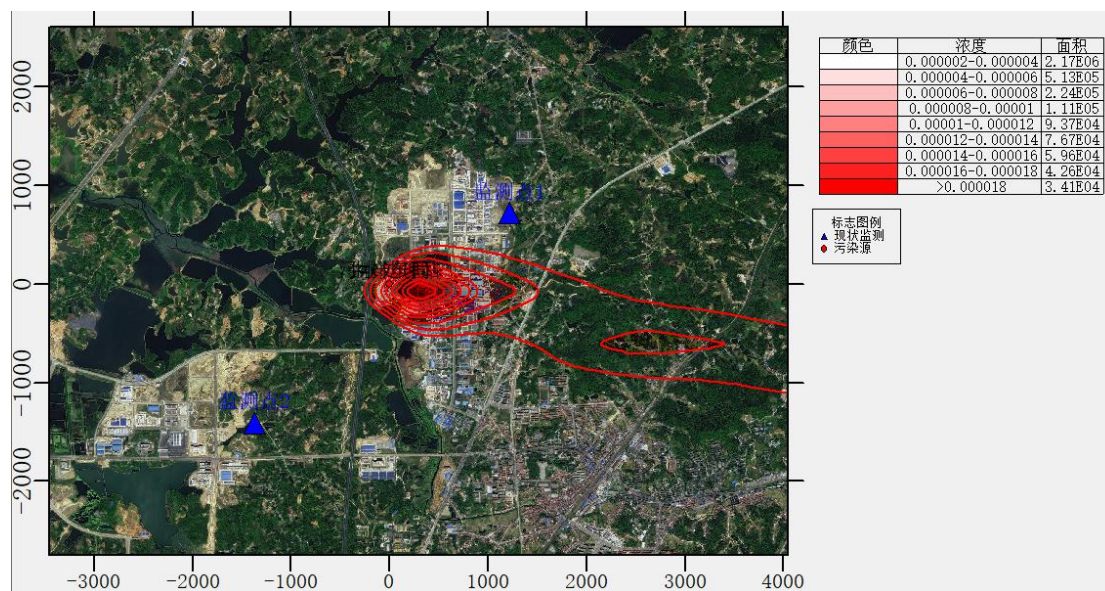 颜色 浓度 面积
0.000002-0.000004 2.17E06
0.000004-0.000006 5.13E05
0.000006-0.000008 2.24E05
0.000008-0.00001 1.11E05
0.00001-0.000012 9.37E04
0.000012-0.000014 7.67E04
0.000014-0.000016 5.96E04
0.000016-0.000018 4.26E04
>0.000018 3.41E04
标志图例
现状监测
污染源
2000
1000
0
-1000
-2000
监测点1
监测点2
-3000 -2000 -1000 0 1000 2000 3000 4000